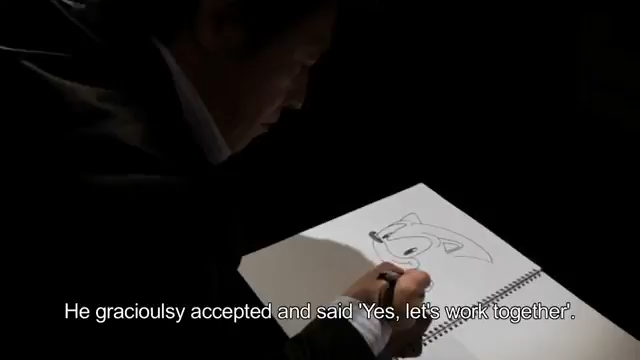 He gracioulsy accepted and said 'Yes, let's work together'.